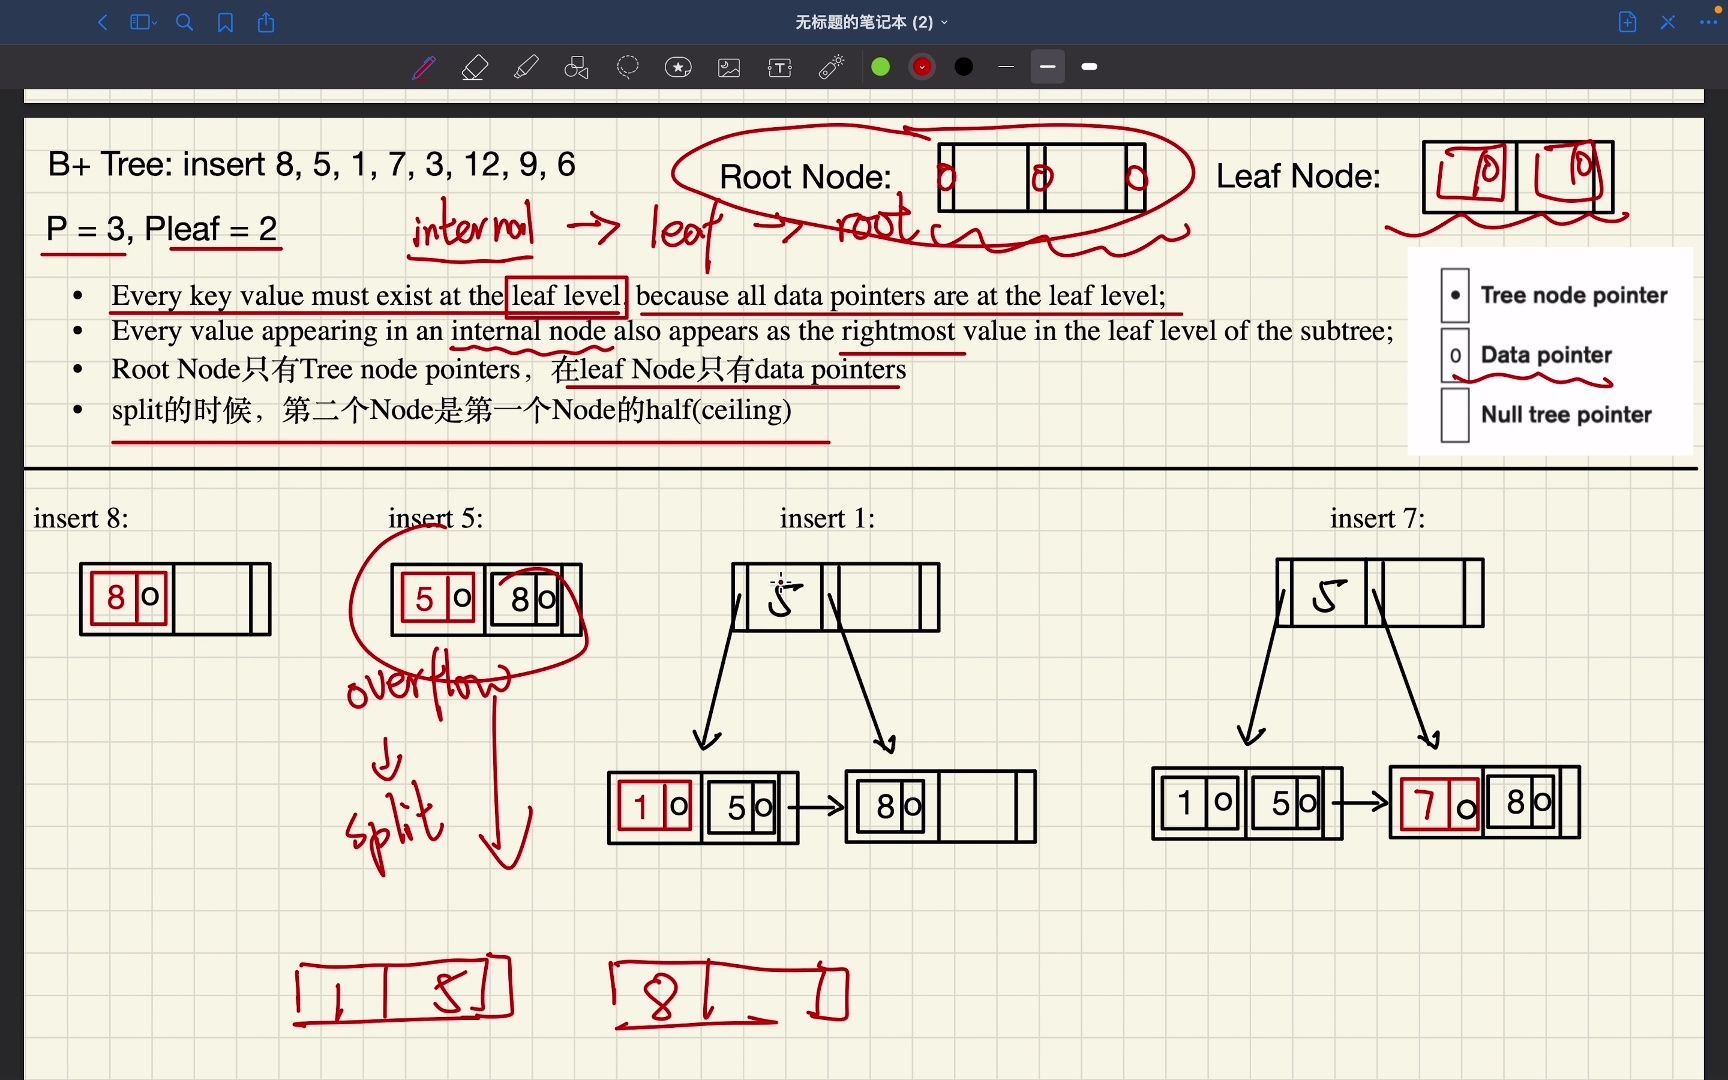 无标题的笔记本 (2)
B+ Tree: insert 8, 5, 1, 7, 3, 12, 9, 6
Root Node: 0 0 0
Leaf Node: 0 0
P = 3, Pleaf = 2
internal → leaf → root
• Every key value must exist at the leaf level, because all data pointers are at the leaf level;
• Every value appearing in an internal node also appears as the rightmost value in the leaf level of the subtree;
• Root Node只有Tree node pointers，在leaf Node只有data pointers
• split的时候，第二个Node是第一个Node的half(ceiling)
• Tree node pointer
o Data pointer
Null tree pointer
insert 8:
insert 5:
insert 1:
insert 7:
8 o
5 o 8 o
5
5
overflow
split
1 o 5 o
8 o
1 o 5 o
7 o 8 o
1 5
8